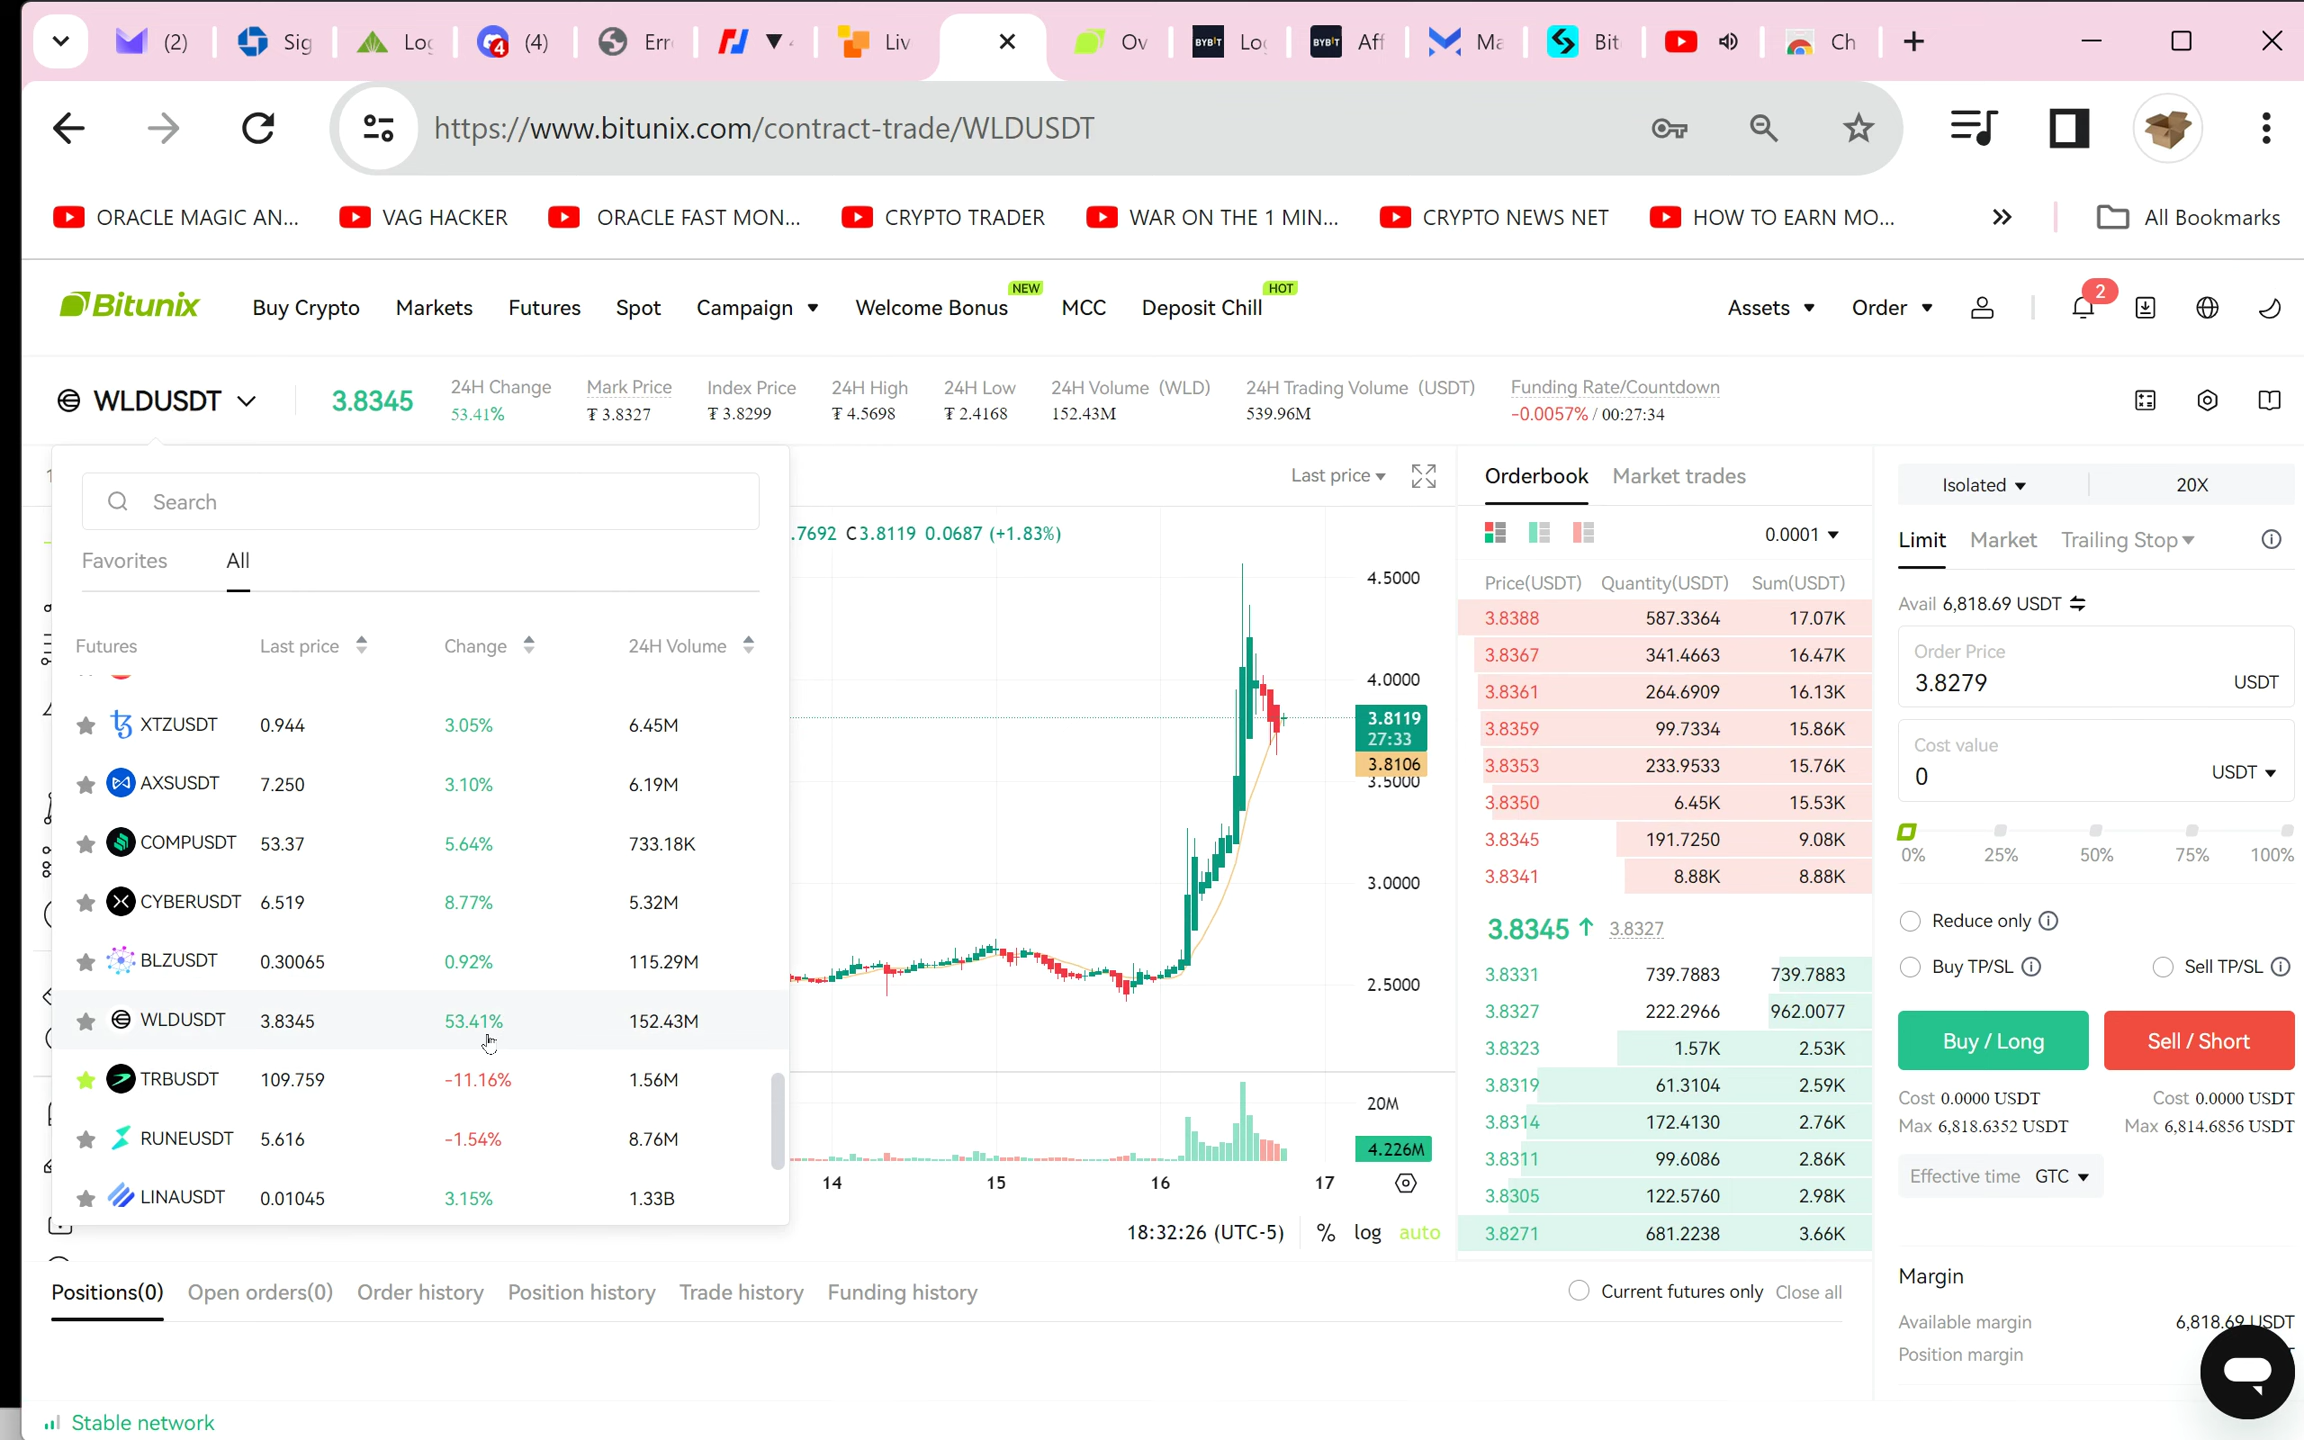 (2)
Sig
Log
4
(4)
Err
Liv
Ov
BYBIT
Lo
BYBIT
Aff
Ma
Bit
Ch
https://www.bitunix.com/contract-trade/WLDUSDT
ORACLE MAGIC AN...
VAG HACKER
ORACLE FAST MON...
CRYPTO TRADER
WAR ON THE 1 MIN...
CRYPTO NEWS NET
HOW TO EARN MO...
All Bookmarks
Bitunix
Buy Crypto
Markets
Futures
Spot
Campaign
Welcome Bonus
NEW
MCC
Deposit Chill
HOT
Assets
Order
2
WLDUSDT
3.8345
24H Change
53.41%
Mark Price
₮ 3.8327
Index Price
₮ 3.8299
24H High
₮ 4.5698
24H Low
₮ 2.4168
24H Volume (WLD)
152.43M
24H Trading Volume (USDT)
539.96M
Funding Rate/Countdown
-0.0057% / 00:27:34
Search
Favorites
All
Futures Last price Change 24H Volume
XTZUSDT 0.944 3.05% 6.45M
AXSUSDT 7.250 3.10% 6.19M
COMPUSDT 53.37 5.64% 733.18K
CYBERUSDT 6.519 8.77% 5.32M
BLZUSDT 0.30065 0.92% 115.29M
WLDUSDT 3.8345 53.41% 152.43M
TRBUSDT 109.759 -11.16% 1.56M
RUNEUSDT 5.616 -1.54% 8.76M
LINAUSDT 0.01045 3.15% 1.33B
Last price
.7692 C3.8119 0.0687 (+1.83%)
4.5000
4.0000
3.8119
27:33
3.8106
3.5000
3.0000
2.5000
20M
4.226M
14 15 16 17
18:32:26 (UTC-5) % log auto
Orderbook Market trades
0.0001
Price(USDT) Quantity(USDT) Sum(USDT)
3.8388 587.3364 17.07K
3.8367 341.4663 16.47K
3.8361 264.6909 16.13K
3.8359 99.7334 15.86K
3.8353 233.9533 15.76K
3.8350 6.45K 15.53K
3.8345 191.7250 9.08K
3.8341 8.88K 8.88K
3.8345 ↑ 3.8327
3.8331 739.7883 739.7883
3.8327 222.2966 962.0077
3.8323 1.57K 2.53K
3.8319 61.3104 2.59K
3.8314 172.4130 2.76K
3.8311 99.6086 2.86K
3.8305 122.5760 2.98K
3.8271 681.2238 3.66K
Isolated 20X
Limit Market Trailing Stop
Avail 6,818.69 USDT
Order Price
3.8279 USDT
Cost value
0 USDT
0% 25% 50% 75% 100%
Reduce only
Buy TP/SL Sell TP/SL
Buy / Long
Sell / Short
Cost 0.0000 USDT Cost 0.0000 USDT
Max 6,818.6352 USDT Max 6,814.6856 USDT
Effective time GTC
Margin
Available margin 6,818.69 USDT
Position margin
Positions(0)
Open orders(0)
Order history
Position history
Trade history
Funding history
Current futures only
Close all
Stable network